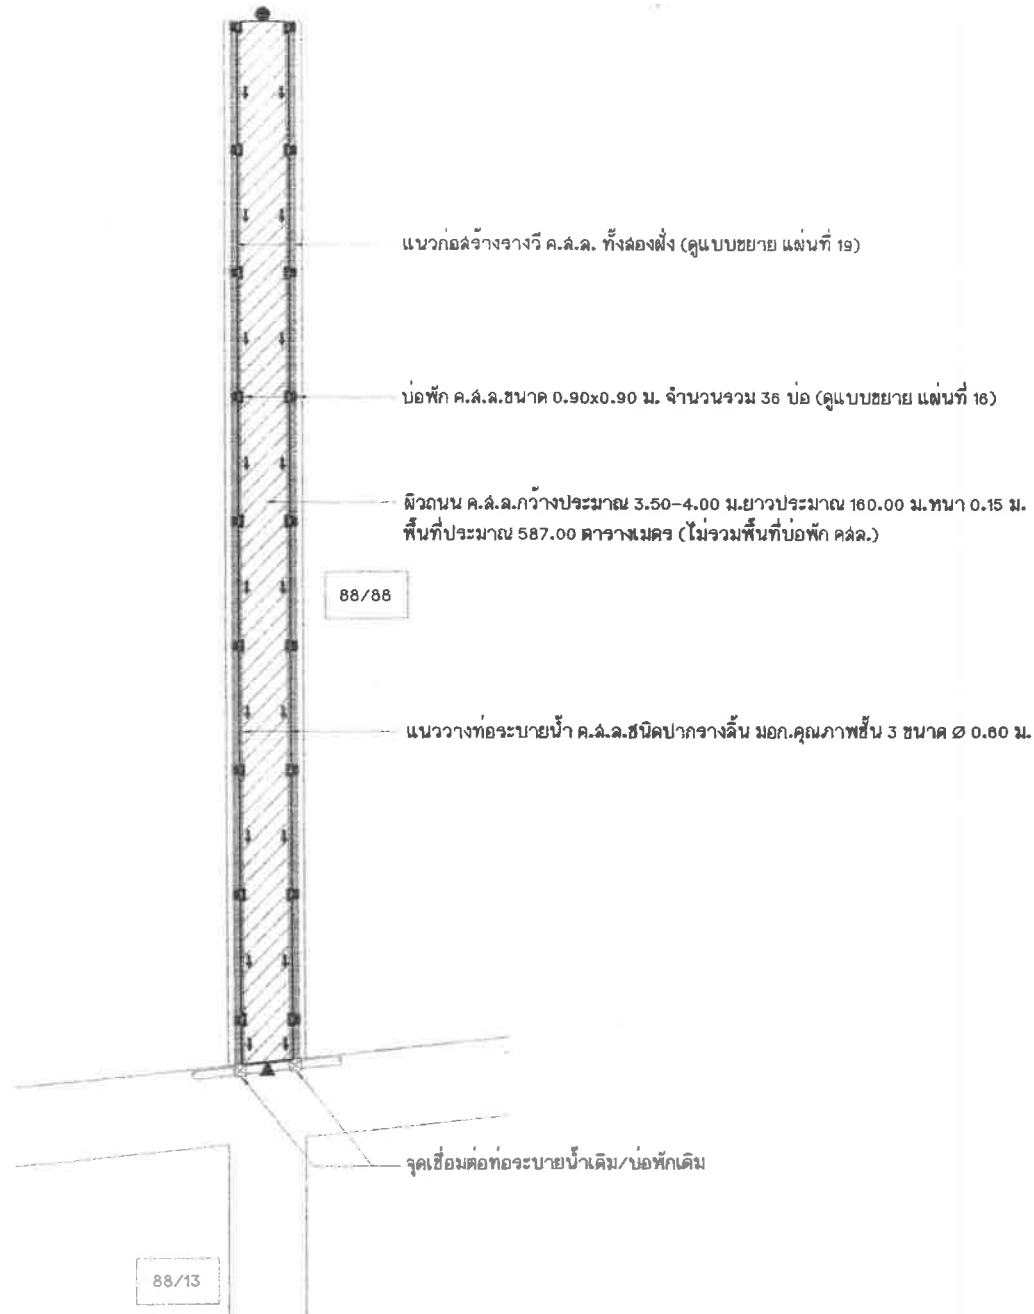 แนวก่อสร้างรางวี ค.ส.ล. ทั้งสองฝั่ง (ดูแบบขยาย แผ่นที่ 19)
บ่อพัก ค.ส.ล.ขนาด 0.90x0.90 ม. จำนวนรวม 36 บ่อ (ดูแบบขยาย แผ่นที่ 16)
ผิวถนน ค.ส.ล.กว้างประมาณ 3.50-4.00 ม.ยาวประมาณ 160.00 ม.หนา 0.15 ม.
พื้นที่ประมาณ 587.00 ตารางเมตร (ไม่รวมพื้นที่บ่อพัก คสล.)
88/88
แนววางท่อระบายน้ำ ค.ส.ล.ชนิดปากรางลิ้น มอก.คุณภาพชั้น 3 ขนาด Ø 0.60 ม.
จุดเชื่อมต่อท่อระบายน้ำเดิม/บ่อพักเดิม
88/13